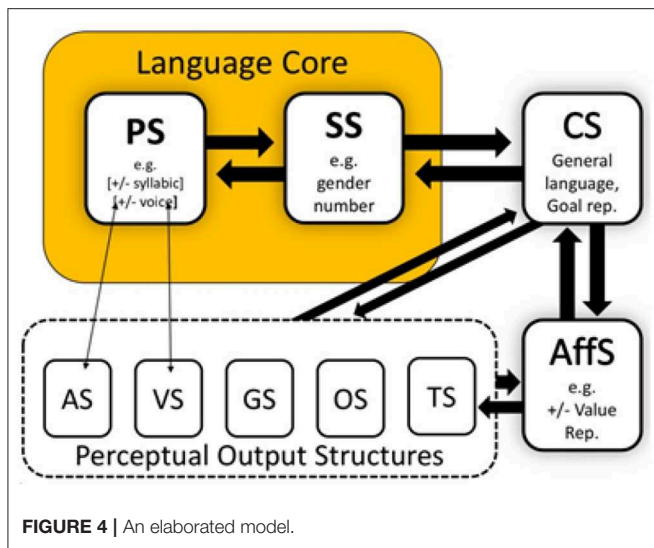 Language Core
PS
e.g.
[+/- syllabic]
[+/- voice]
SS
e.g.
gender
number
CS
General
language,
Goal rep.
AS
VS
GS
OS
TS
Perceptual Output Structures
AffS
e.g.
+/- Value
Rep.
FIGURE 4 | An elaborated model.